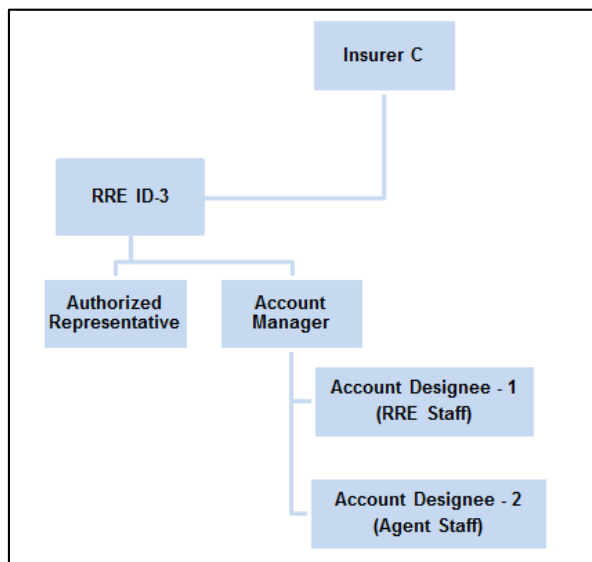 Insurer C
RRE ID-3
Authorized
Representative
Account
Manager
Account Designee - 1
(RRE Staff)
Account Designee - 2
(Agent Staff)